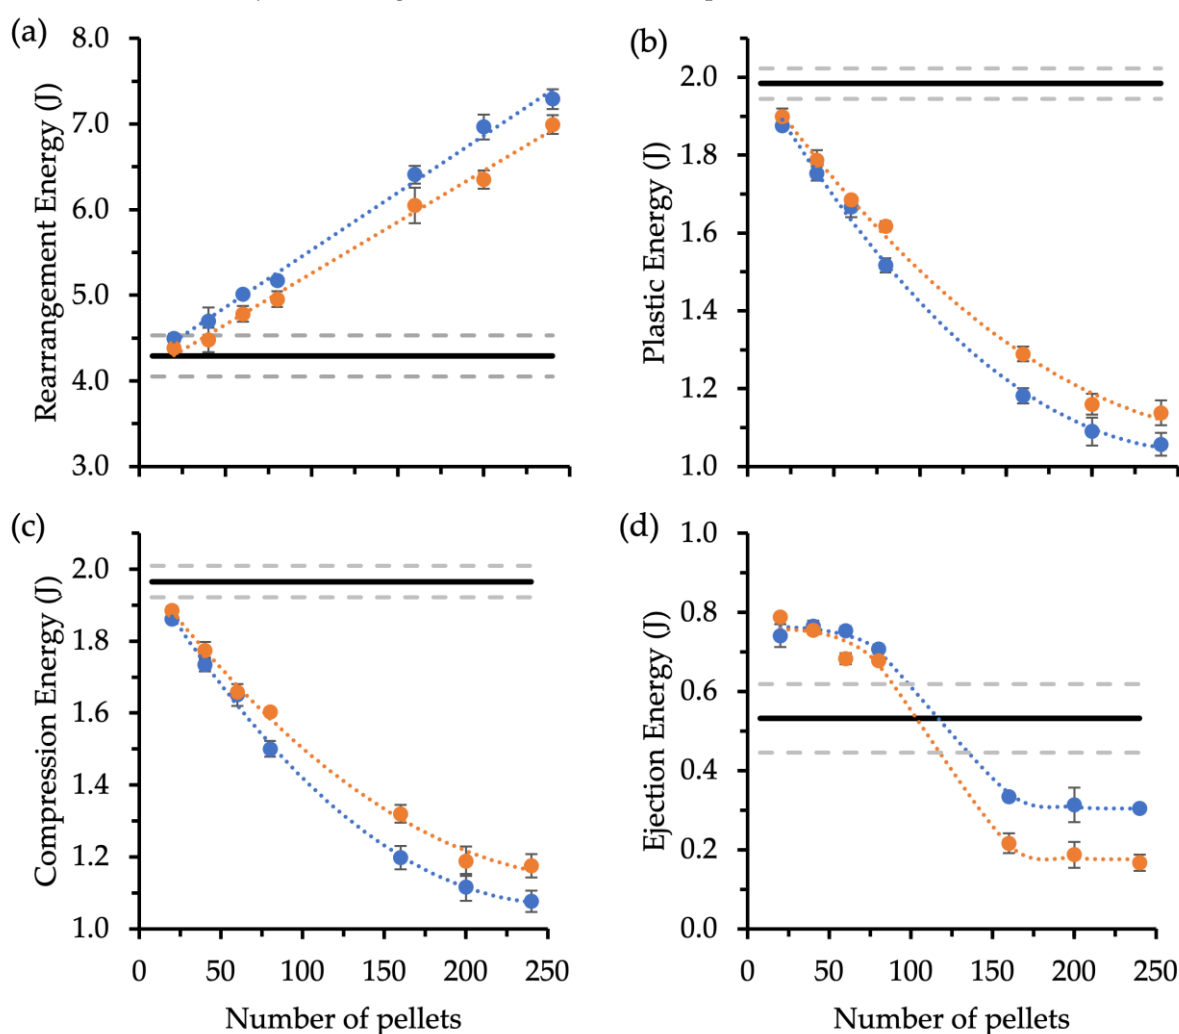 (a)
Rearrangement Energy (J)
8.0
7.0
6.0
5.0
4.0
3.0
(b)
Plastic Energy (J)
2.0
1.8
1.6
1.4
1.2
1.0
(c)
Compression Energy (J)
2.0
1.8
1.6
1.4
1.2
1.0
0 50 100 150 200 250
Number of pellets
(d)
Ejection Energy (J)
1.0
0.8
0.6
0.4
0.2
0.0
0 50 100 150 200 250
Number of pellets